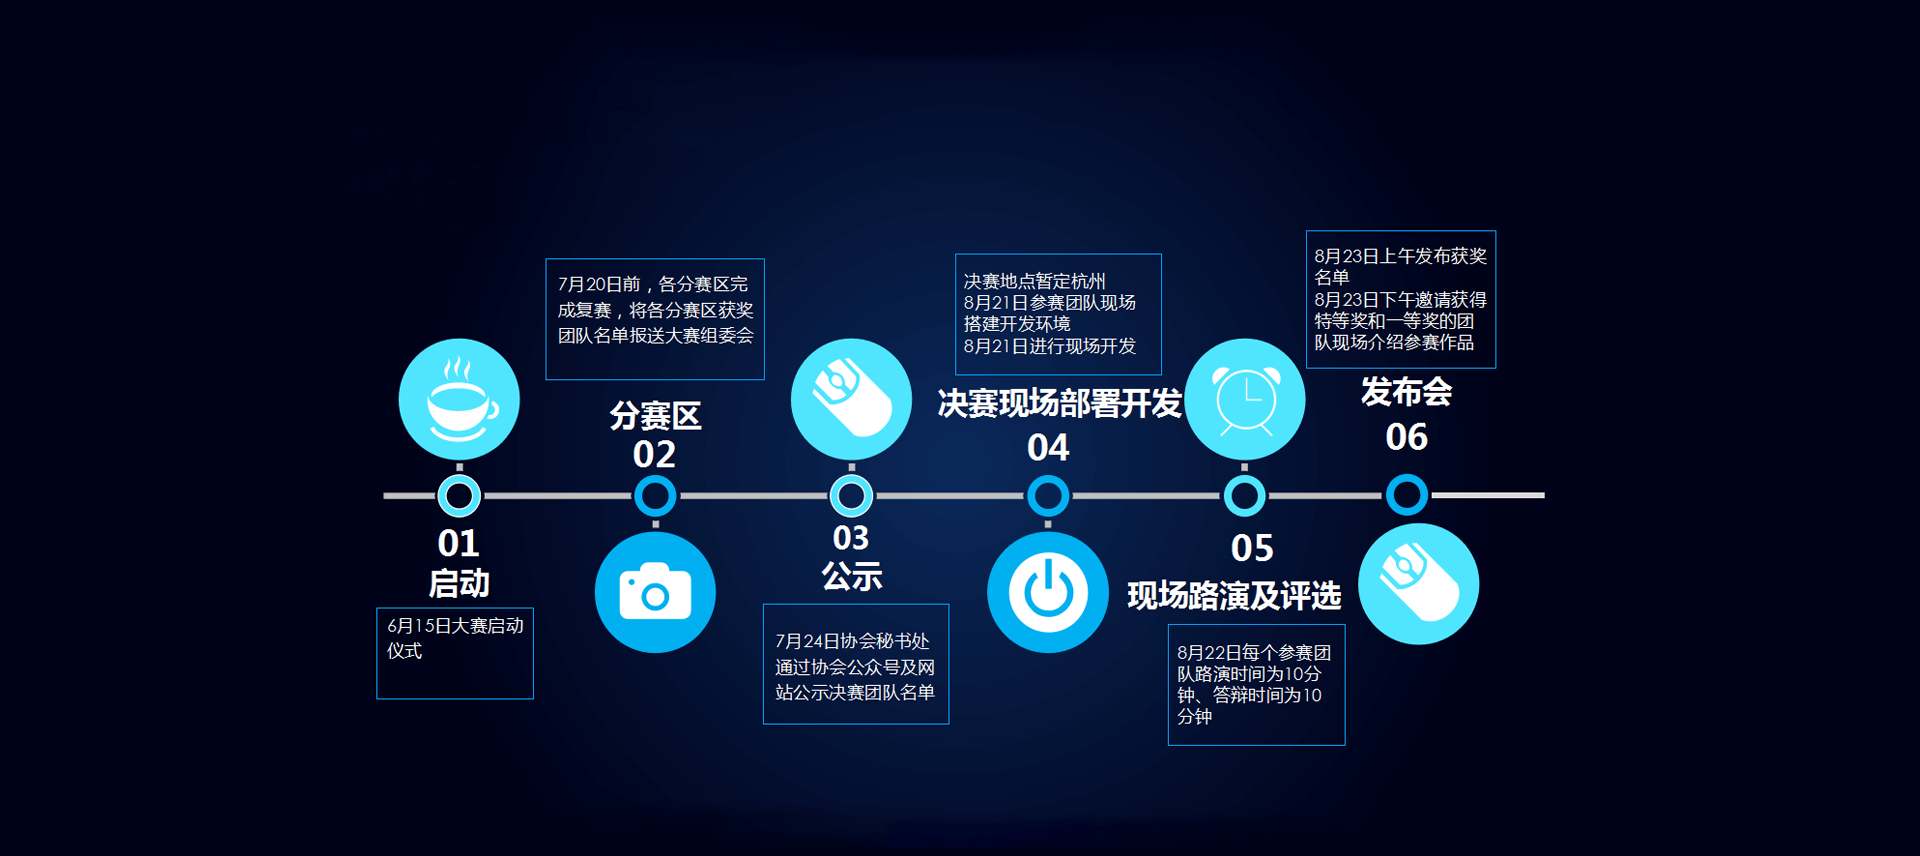 01
启动
6月15日大赛启动
仪式
7月20日前，各分赛区完
成复赛，将各分赛区获奖
团队名单报送大赛组委会
分赛区
02
03
公示
7月24日协会秘书处
通过协会公众号及网
站公示决赛团队名单
决赛地点暂定杭州
8月21日参赛团队现场
搭建开发环境
8月21日进行现场开发
决赛现场部署开发
04
05
现场路演及评选
8月22日每个参赛团
队路演时间为10分
钟、答辩时间为10
分钟
8月23日上午发布获奖
名单
8月23日下午邀请获得
特等奖和一等奖的团
队现场介绍参赛作品
发布会
06